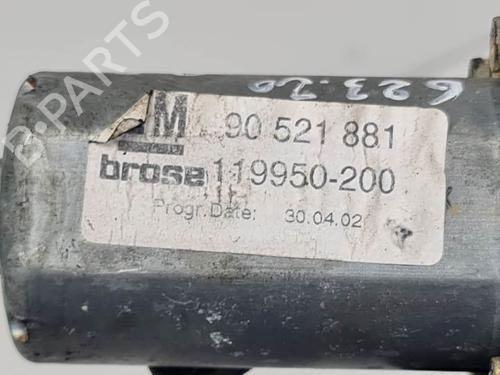 623.20
M 90 521 881
brose 119950-200
Progr.Date: 30.04.02
B-PARTS